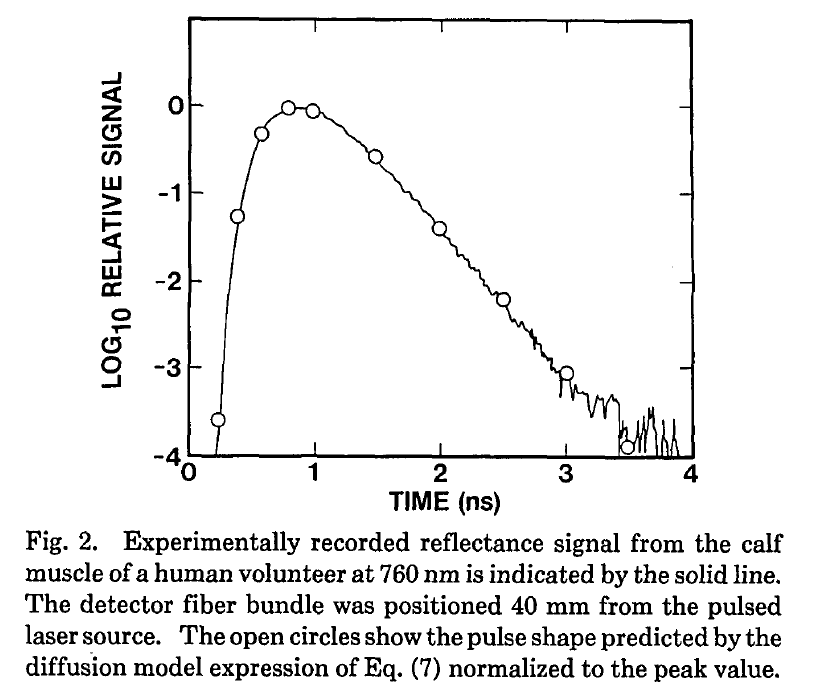 LOG10 RELATIVE SIGNAL
0
-1
-2
-3
-4
0 1 2 3 4
TIME (ns)
Fig. 2. Experimentally recorded reflectance signal from the calf
muscle of a human volunteer at 760 nm is indicated by the solid line.
The detector fiber bundle was positioned 40 mm from the pulsed
laser source. The open circles show the pulse shape predicted by the
diffusion model expression of Eq. (7) normalized to the peak value.